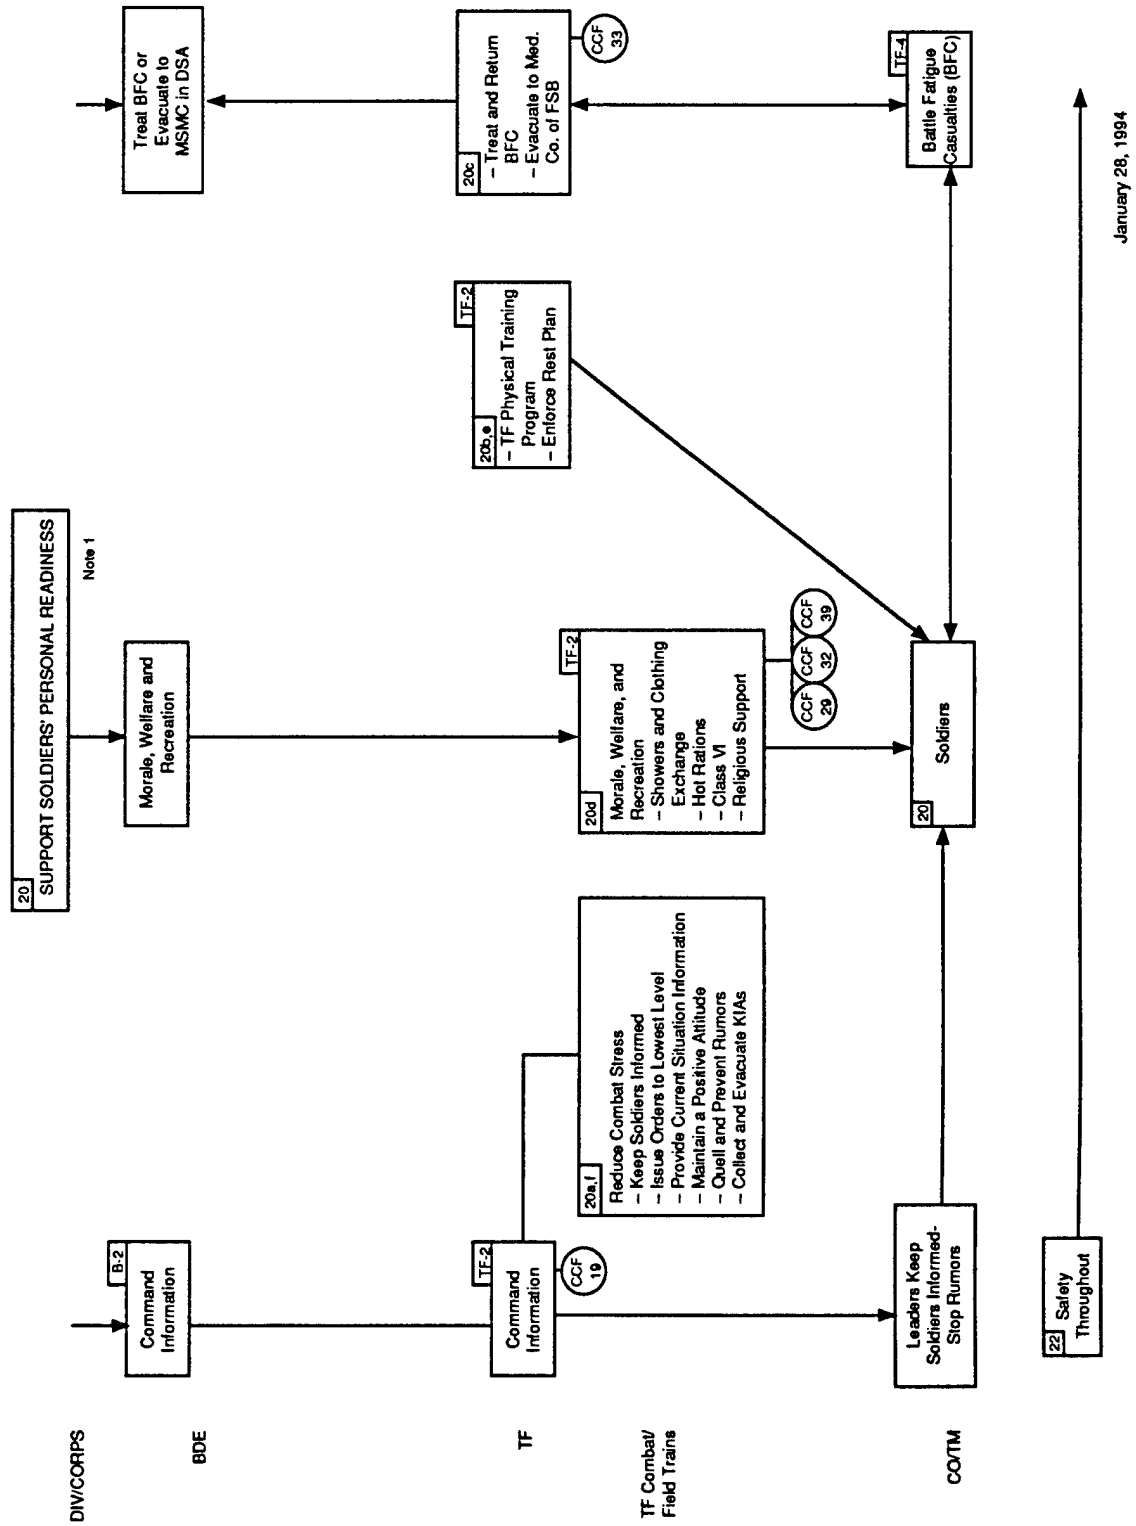 20
SUPPORT SOLDIERS' PERSONAL READINESS
Note 1
DIV/CORPS
BDE
TF
TF Combat/
Field Trains
CO/TM
B-2
Command
Information
Morale, Welfare and
Recreation
Treat BFC or
Evacuate to
MSMC in DSA
TF-2
Command
Information
CCF
19
TF-2
20b,e
– TF Physical Training
Program
– Enforce Rest Plan
20c
– Treat and Return
BFC
– Evacuate to Med.
Co. of FSB
CCF
33
20a,f
Reduce Combat Stress
– Keep Soldiers Informed
– Issue Orders to Lowest Level
– Provide Current Situation Information
– Maintain a Positive Attitude
– Quell and Prevent Rumors
– Collect and Evacuate KIAs
TF-2
20d
Morale, Welfare, and
Recreation
– Showers and Clothing
Exchange
– Hot Rations
– Class VI
– Religious Support
CCF
29
CCF
32
CCF
39
Leaders Keep
Soldiers Informed-
Stop Rumors
20
Soldiers
TF-4
Battle Fatigue
Casualties (BFC)
22
Safety
Throughout
January 28, 1994